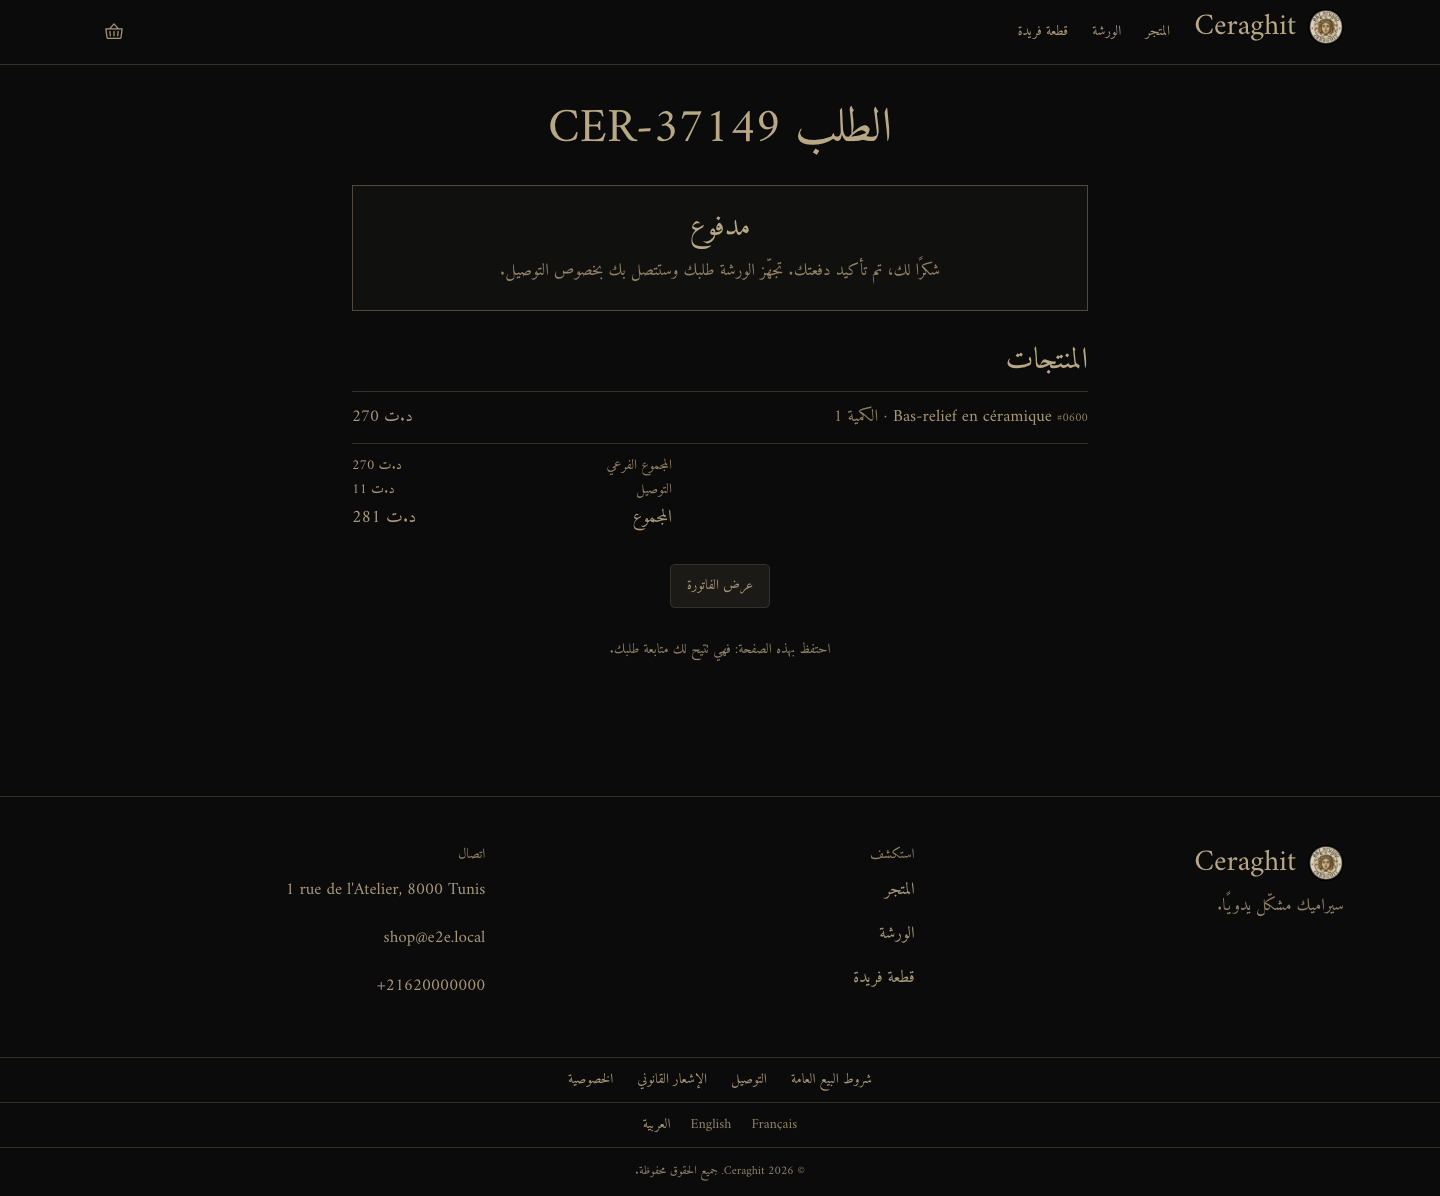 Ceraghit
المتجر
الورشة
قطعة فريدة
الطلب CER-37149
مدفوع
شكرًا لك، تم تأكيد دفعتك. تجهّز الورشة طلبك وستتصل بك بخصوص التوصيل.
المنتجات
#0600 Bas-relief en céramique · الكمية 1
270 د.ت
المجموع الفرعي 270 د.ت
التوصيل 11 د.ت
المجموع 281 د.ت
عرض الفاتورة
احتفظ بهذه الصفحة: فهي تتيح لك متابعة طلبك.
Ceraghit
سيراميك مشكّل يدويًا.
استكشف
المتجر
الورشة
قطعة فريدة
اتصال
1 rue de l'Atelier, 8000 Tunis
shop@e2e.local
+21620000000
شروط البيع العامة
التوصيل
الإشعار القانوني
الخصوصية
Français
English
العربية
© 2026 Ceraghit. جميع الحقوق محفوظة.